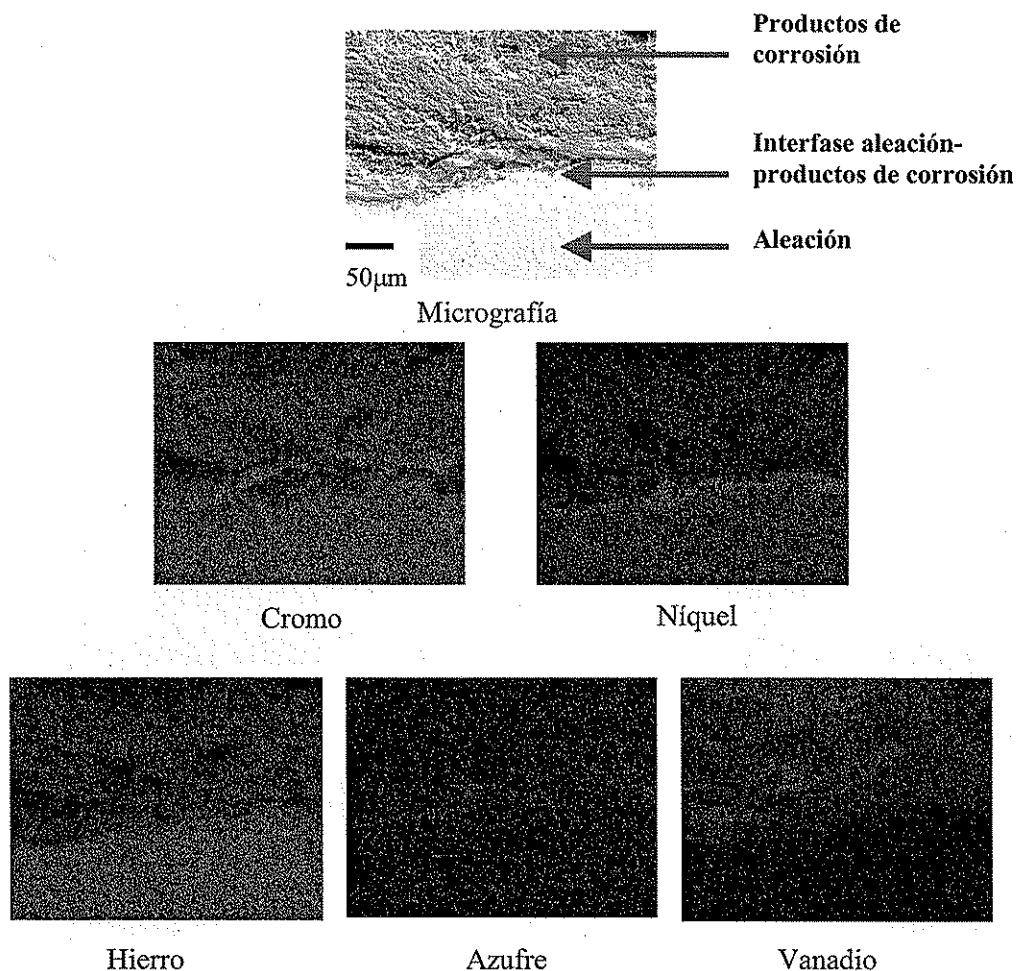 Productos de
corrosión
Interfase aleación-
productos de corrosión
Aleación
50µm
Micrografía
Cromo
Níquel
Hierro
Azufre
Vanadio